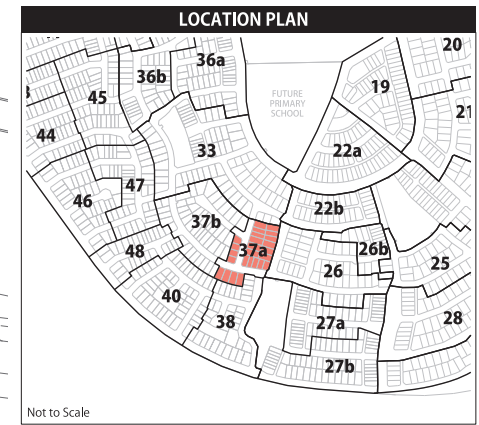 LOCATION PLAN
20
36a
36b
19
45
FUTURE
PRIMARY
SCHOOL
21
44
33
22a
47
46
22b
37b
37a
26b
48
26
25
40
38
27a
28
27b
Not to Scale